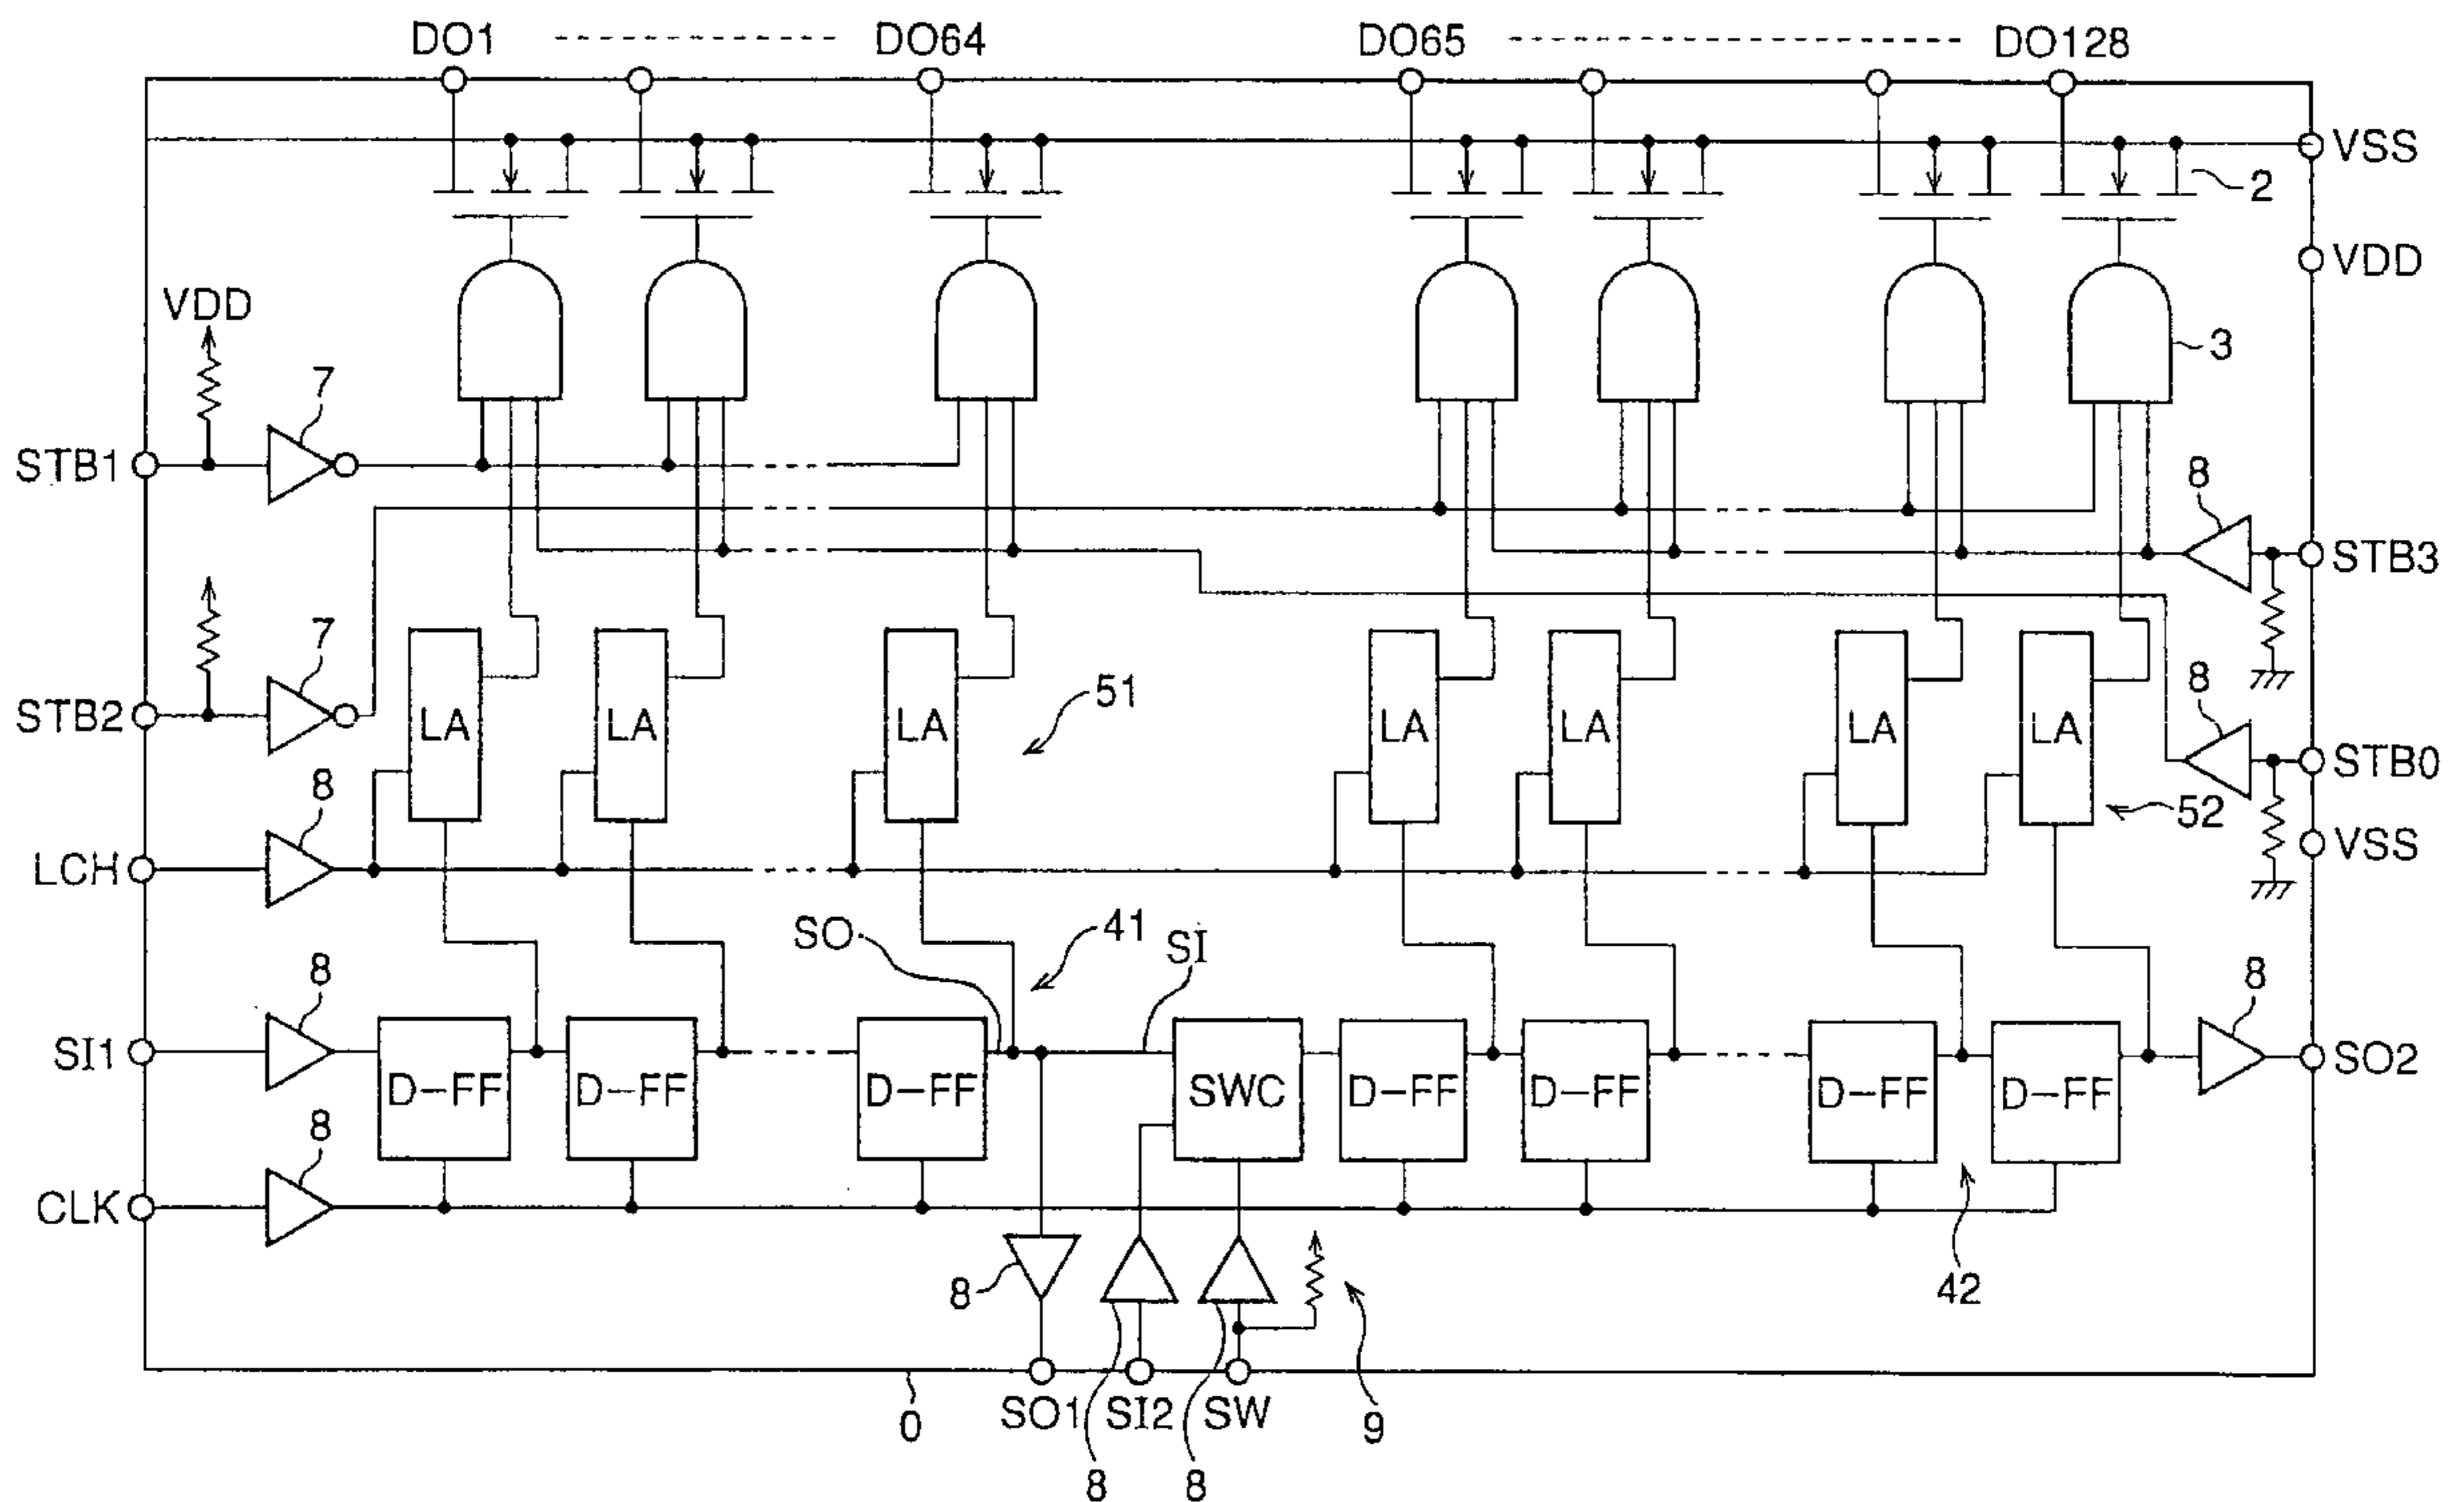 DO1 DO64 DO65 DO128
VSS
2
VDD
VDD
3
7
STB1
8
STB3
7
STB2
LA LA LA LA LA LA LA
51
8
STB0
52
VSS
8
LCH
SO
41
SI
8
SI1
D-FF D-FF D-FF SWC D-FF D-FF D-FF D-FF
8
SO2
8
CLK
8
42
0
SO1 SI2 SW
9
8 8